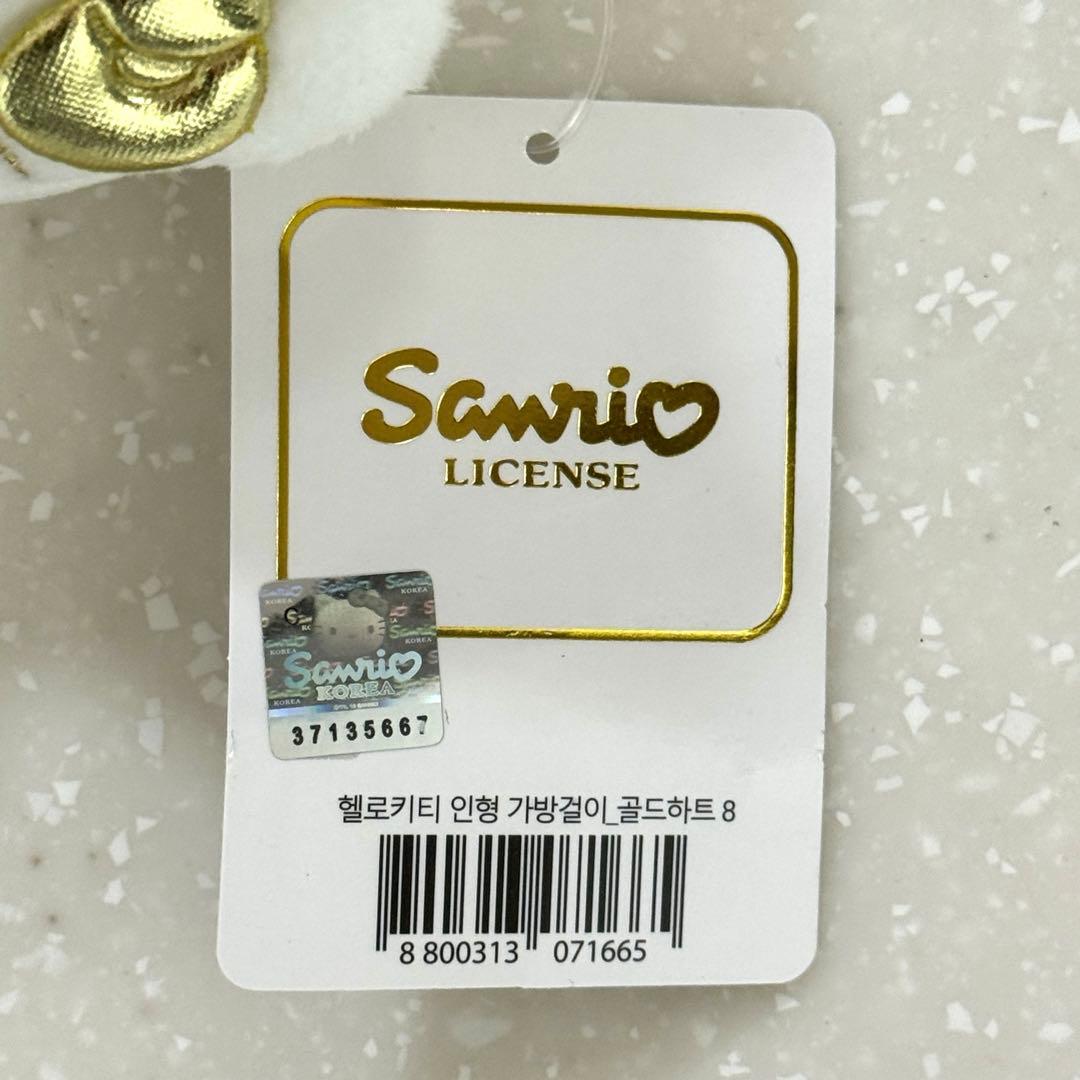 Sanrio
LICENSE
Sanrio
KOREA
37135667
헬로키티 인형 가방걸이_골드하트 8
8 800313 071665